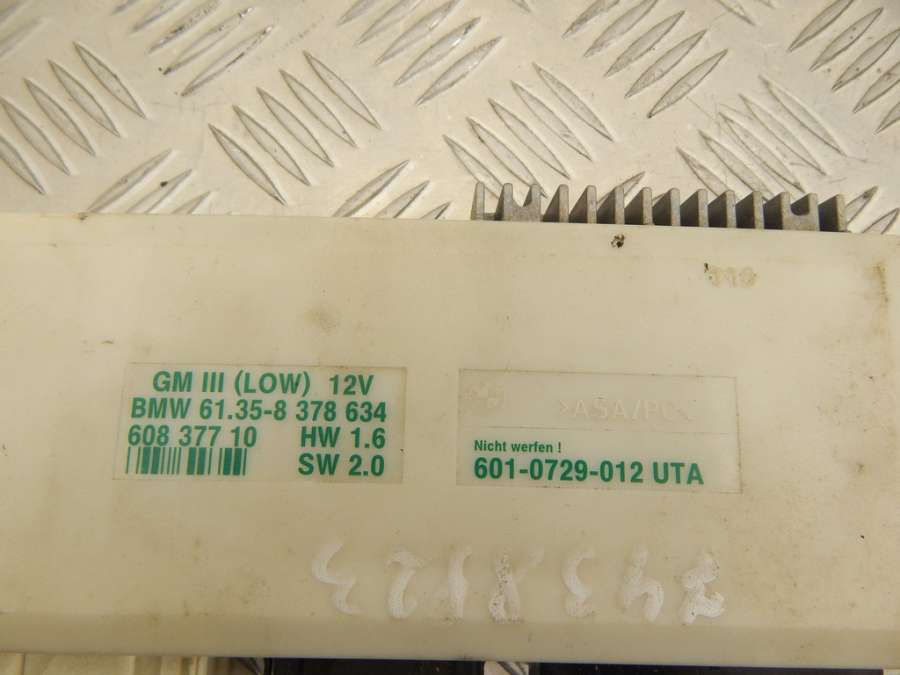 GM III (LOW) 12V
BMW 61.35-8 378 634
608 377 10 HW 1.6
SW 2.0
>ASA/PC<
Nicht werfen !
601-0729-012 UTA